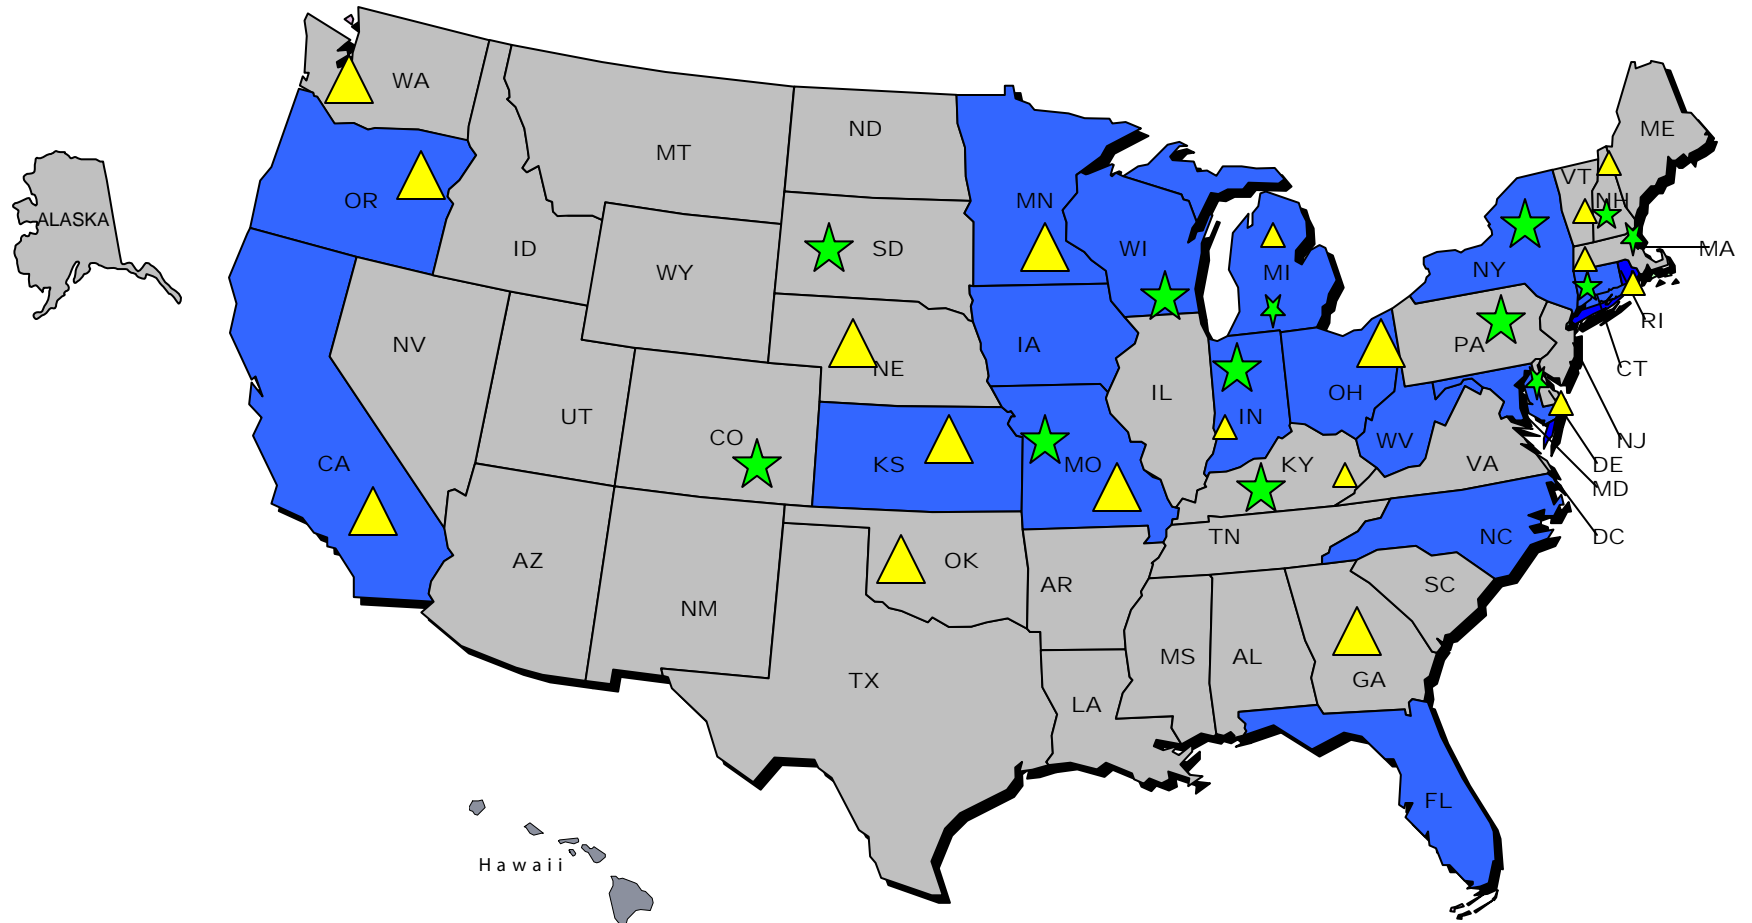 WA
ME
ND
MT
VT
NH
OR
MN
ALASKA
ID
SD
WI
MA
WY
MI
NY
RI
NV
IA
PA
NE
CT
UT
IL
OH
CO
IN
WV
NJ
CA
KS
MO
KY
VA
DE
MD
TN
NC
DC
AZ
OK
AR
SC
NM
MS
AL
TX
GA
LA
FL
Hawaii